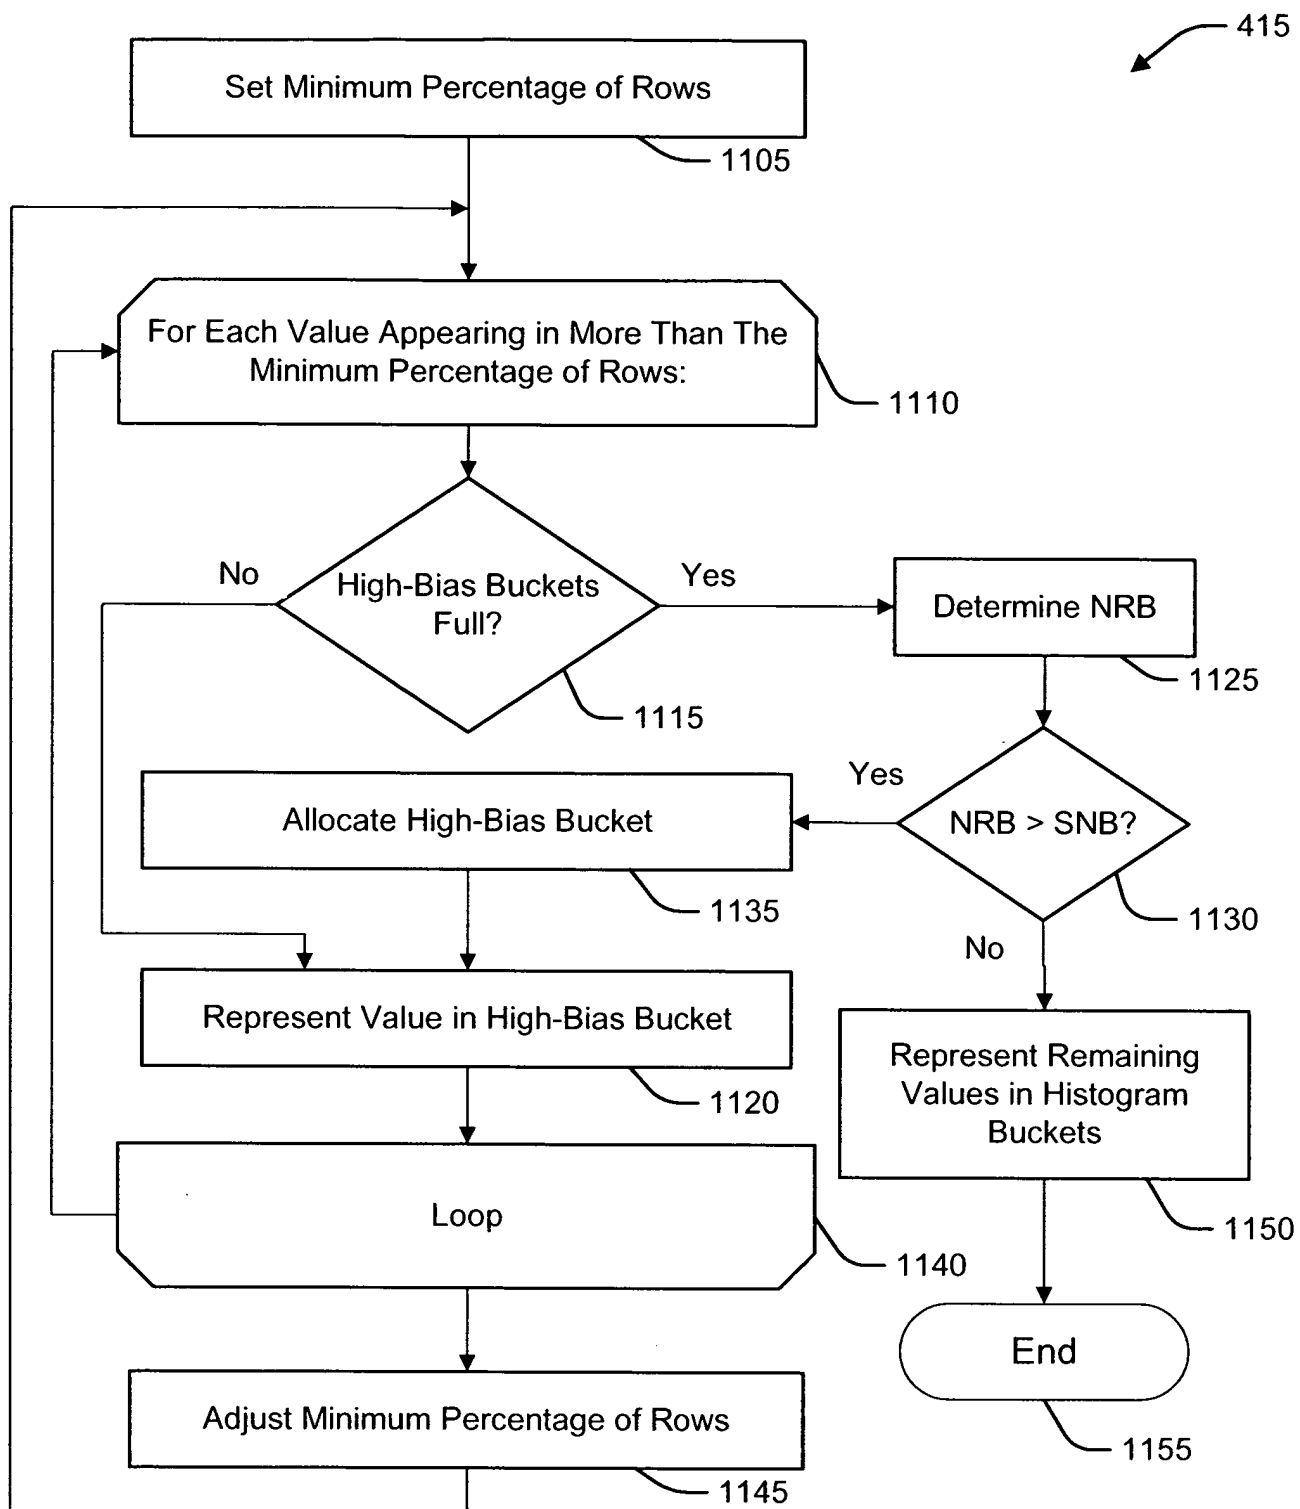 415
Set Minimum Percentage of Rows
1105
For Each Value Appearing in More Than The
Minimum Percentage of Rows:
1110
High-Bias Buckets
Full?
No
Yes
1115
Determine NRB
1125
NRB > SNB?
Yes
No
1130
Allocate High-Bias Bucket
1135
Represent Value in High-Bias Bucket
1120
Represent Remaining
Values in Histogram
Buckets
1150
Loop
1140
End
1155
Adjust Minimum Percentage of Rows
1145